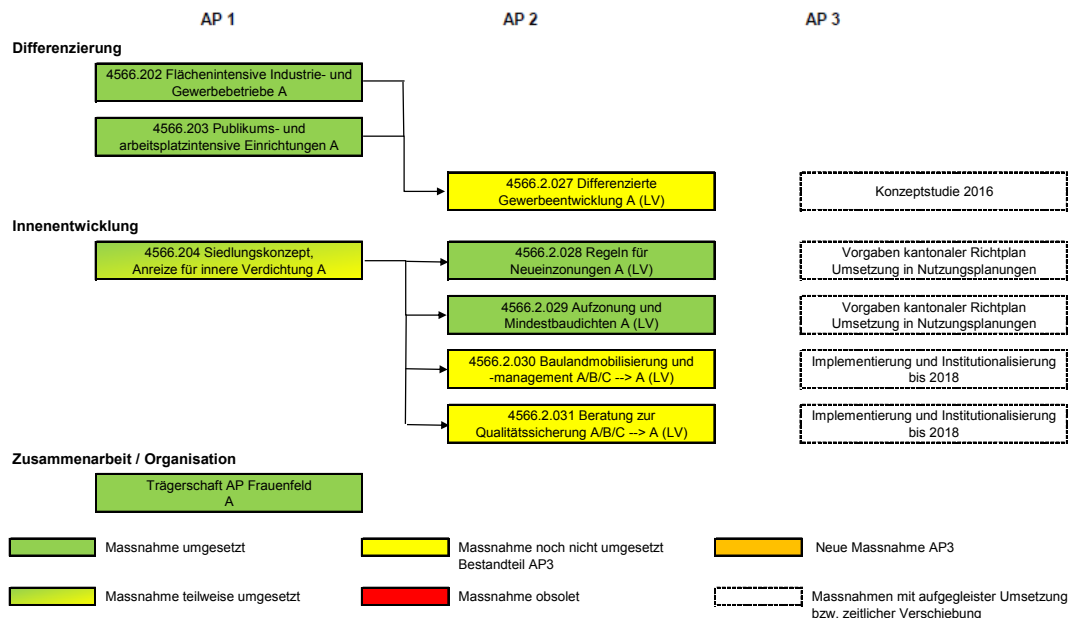 AP 1
AP 2
AP 3
Differenzierung
4566.202 Flächenintensive Industrie- und
Gewerbebetriebe A
4566.203 Publikums- und
arbeitsplatzintensive Einrichtungen A
4566.2.027 Differenzierte
Gewerbeentwicklung A (LV)
Konzeptstudie 2016
Innenentwicklung
4566.204 Siedlungskonzept,
Anreize für innere Verdichtung A
4566.2.028 Regeln für
Neueinzonungen A (LV)
Vorgaben kantonaler Richtplan
Umsetzung in Nutzungsplanungen
4566.2.029 Aufzonung und
Mindestbaudichten A (LV)
Vorgaben kantonaler Richtplan
Umsetzung in Nutzungsplanungen
4566.2.030 Baulandmobilisierung und
-management A/B/C --> A (LV)
Implementierung und Institutionalisierung
bis 2018
4566.2.031 Beratung zur
Qualitätssicherung A/B/C --> A (LV)
Implementierung und Institutionalisierung
bis 2018
Zusammenarbeit / Organisation
Trägerschaft AP Frauenfeld
A
Massnahme umgesetzt
Massnahme noch nicht umgesetzt
Bestandteil AP3
Neue Massnahme AP3
Massnahme teilweise umgesetzt
Massnahme obsolet
Massnahmen mit aufgegleister Umsetzung
bzw. zeitlicher Verschiebung